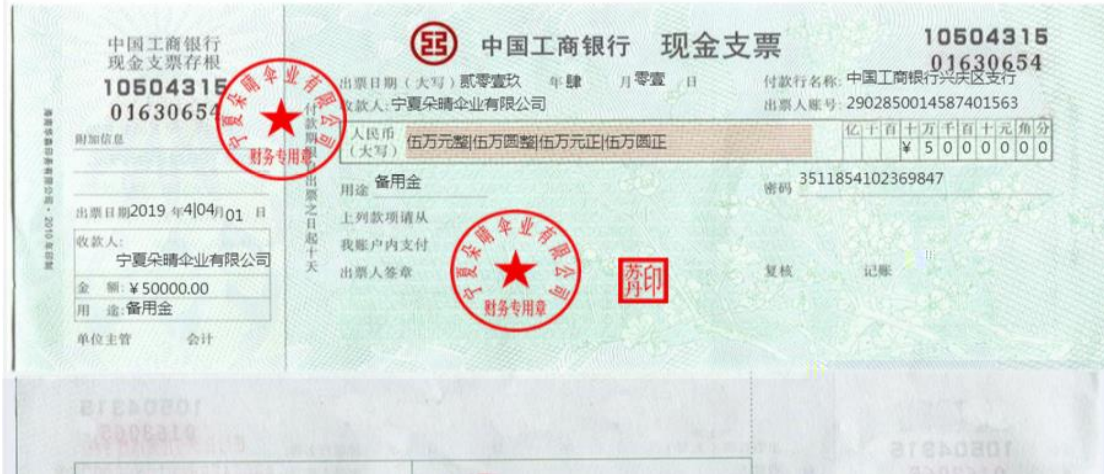 中国工商银行
现金支票存根
10504315
01630654
附加信息
出票日期2019 年4|04月01 日
收款人:
宁夏朵晴伞业有限公司
金 额:¥50000.00
用 途:备用金
单位主管 会计
中国工商银行 现金支票
10504315
01630654
出票日期(大写)贰零壹玖 年肆 月零壹 日
付款行名称:中国工商银行兴庆区支行
收款人:宁夏朵晴伞业有限公司
出票人账号:2902850014587401563
人民币
(大写)
伍万元整|伍万圆整|伍万元正|伍万圆正
亿千百十万千百十元角分
¥5000000
用途 备用金
密码 3511854102369847
上列款项请从
我账户内支付
出票人签章
复核 记账
付款期限自出票之日起十天
宁夏朵晴伞业有限公司
财务专用章
宁夏朵晴伞业有限公司
财务专用章
苏丹印